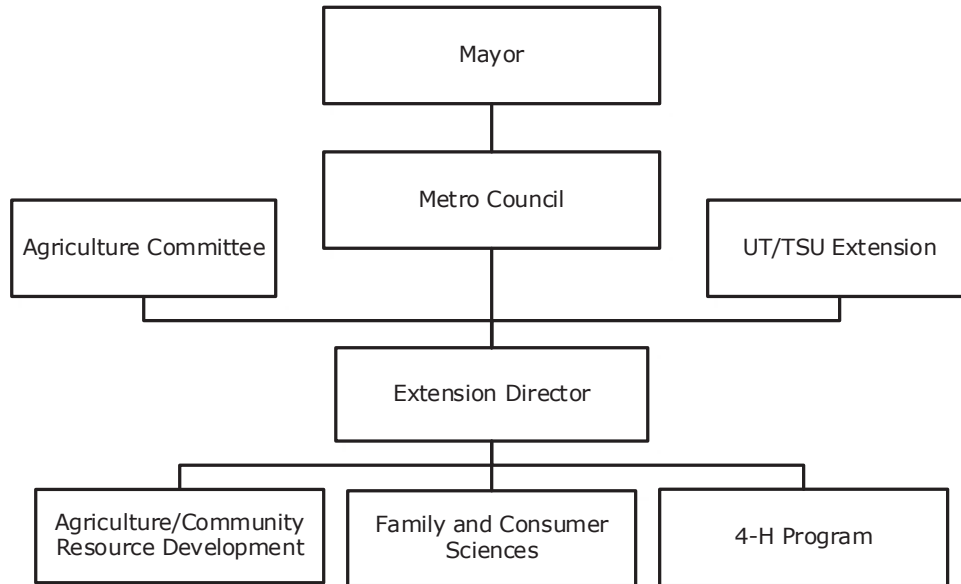 Mayor
Metro Council
Agriculture Committee
UT/TSU Extension
Extension Director
Agriculture/Community
Resource Development
Family and Consumer
Sciences
4-H Program